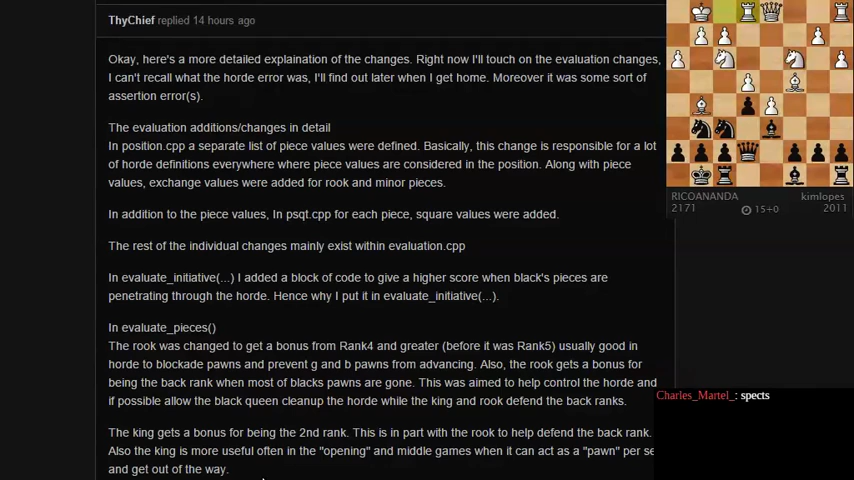 ThyChief replied 14 hours ago
Okay, here's a more detailed explaination of the changes. Right now I'll touch on the evaluation changes,
I can't recall what the horde error was, I'll find out later when I get home. Moreover it was some sort of
assertion error(s).
The evaluation additions/changes in detail
In position.cpp a separate list of piece values were defined. Basically, this change is responsible for a lot
of horde definitions everywhere where piece values are considered in the position. Along with piece
values, exchange values were added for rook and minor pieces.
In addition to the piece values, In psqt.cpp for each piece, square values were added.
The rest of the individual changes mainly exist within evaluation.cpp
In evaluate_initiative(...) I added a block of code to give a higher score when black's pieces are
penetrating through the horde. Hence why I put it in evaluate_initiative(...).
In evaluate_pieces()
The rook was changed to get a bonus from Rank4 and greater (before it was Rank5) usually good in
horde to blockade pawns and prevent g and b pawns from advancing. Also, the rook gets a bonus for
being the back rank when most of blacks pawns are gone. This was aimed to help control the horde and
if possible allow the black queen cleanup the horde while the king and rook defend the back ranks.
The king gets a bonus for being the 2nd rank. This is in part with the rook to help defend the back rank.
Also the king is more useful often in the "opening" and middle games when it can act as a "pawn" per se
and get out of the way.
RICOANANDA kimlopes
2171 15+0 2011
Charles_Martel_: spects